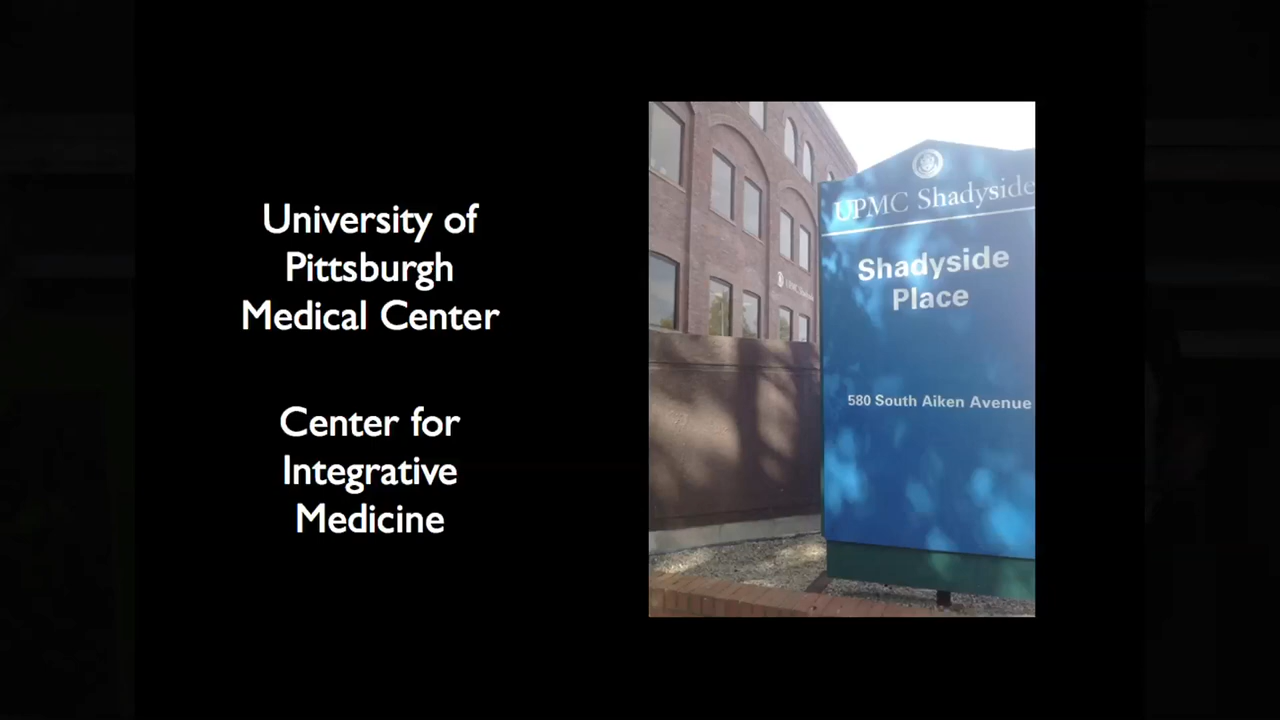 University of
Pittsburgh
Medical Center
Center for
Integrative
Medicine
UPMC Shadyside
Shadyside
Place
580 South Aiken Avenue